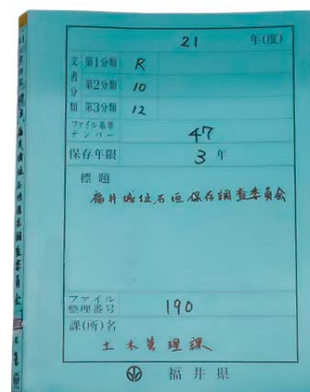 21 年(度)
文書分類 第1分類 R
第2分類 10
第3分類 12
ファイル基準ナンバー 47
保存年限 3 年
標題
福井城址石垣保存調査委員会
ファイル整理番号 190
課(所)名
土木管理課
福井県